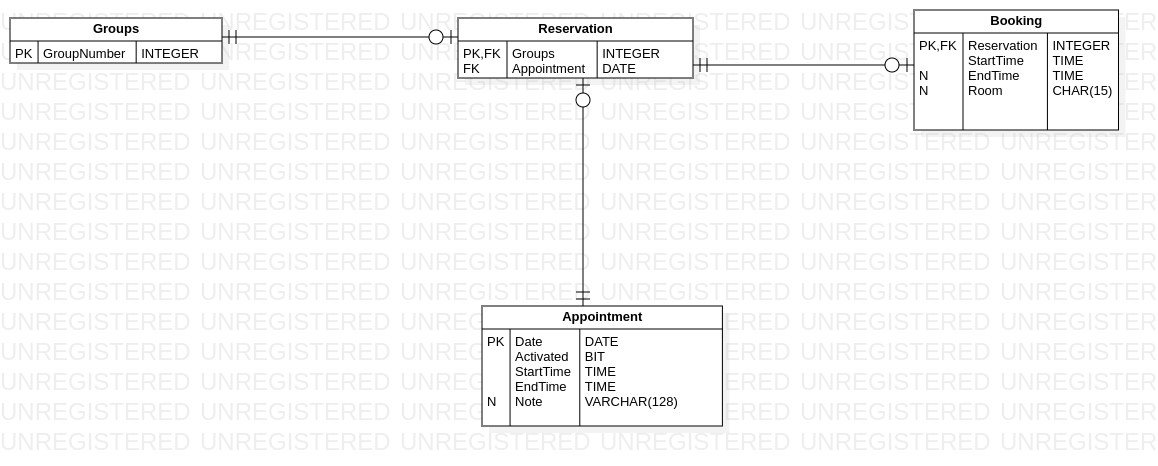 Groups
PK GroupNumber INTEGER
Reservation
PK,FK Groups INTEGER
FK Appointment DATE
Booking
PK,FK Reservation INTEGER
StartTime TIME
N EndTime TIME
N Room CHAR(15)
Appointment
PK Date DATE
Activated BIT
StartTime TIME
EndTime TIME
N Note VARCHAR(128)
UNREGISTERED UNREGISTERED UNREGISTERED UNREGISTERED UNREGISTERED UNREGISTERED